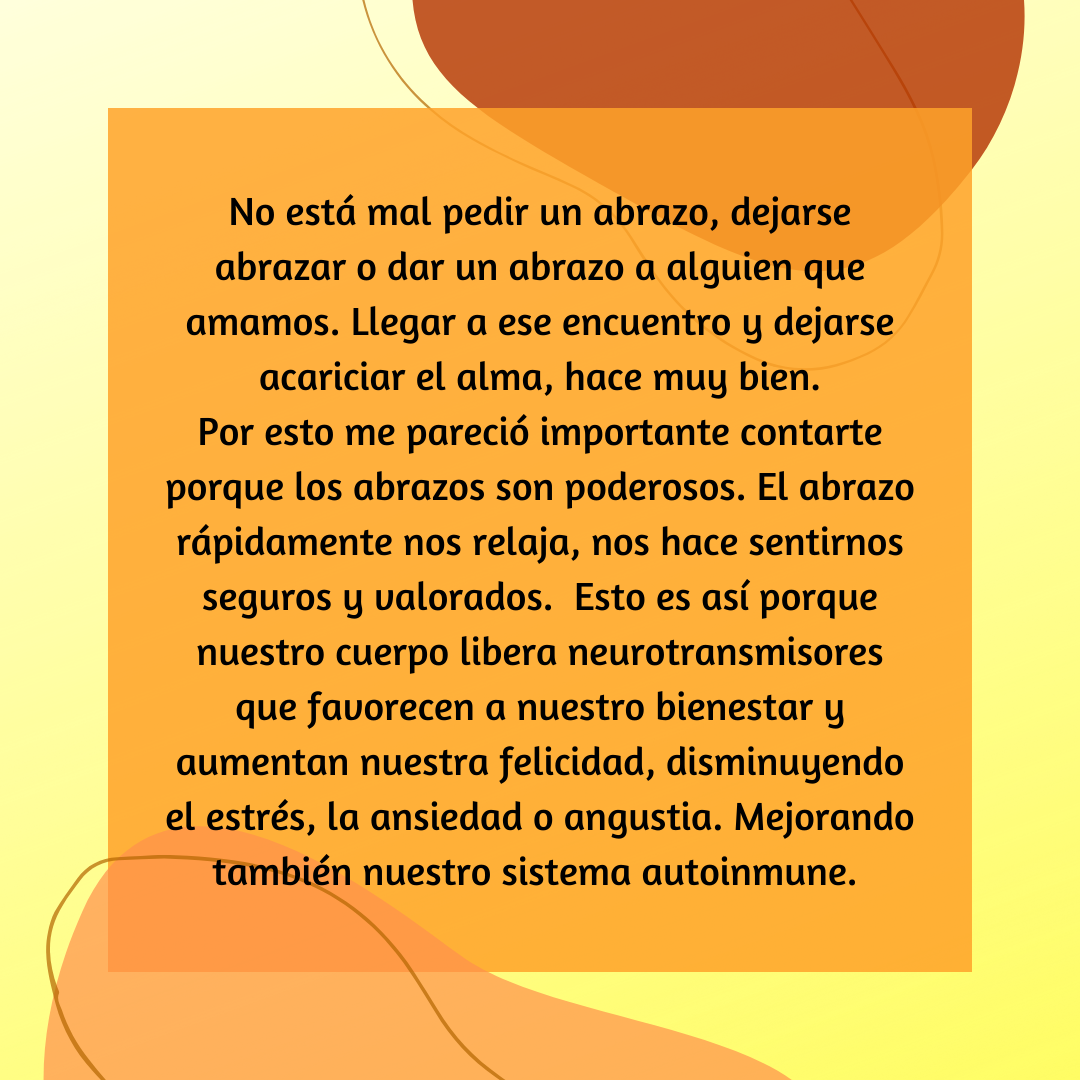 No está mal pedir un abrazo, dejarse
abrazar o dar un abrazo a alguien que
amamos. Llegar a ese encuentro y dejarse
acariciar el alma, hace muy bien.
Por esto me pareció importante contarte
porque los abrazos son poderosos. El abrazo
rápidamente nos relaja, nos hace sentirnos
seguros y valorados.  Esto es así porque
nuestro cuerpo libera neurotransmisores
que favorecen a nuestro bienestar y
aumentan nuestra felicidad, disminuyendo
el estrés, la ansiedad o angustia. Mejorando
también nuestro sistema autoinmune.